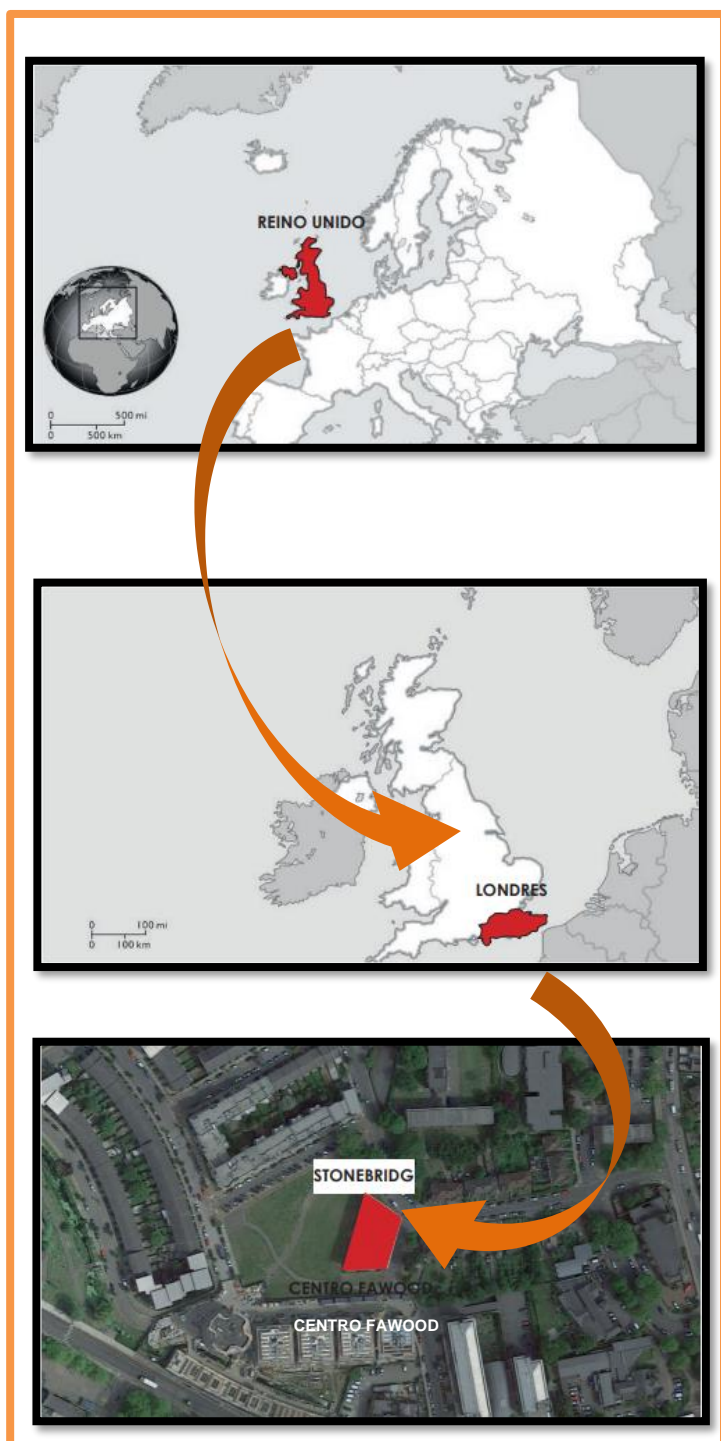 REINO UNIDO
0 500 mi
0 500 km
LONDRES
0 100 mi
0 100 km
STONEBRIDG
CENTRO FAWOOD
CENTRO FAWOOD